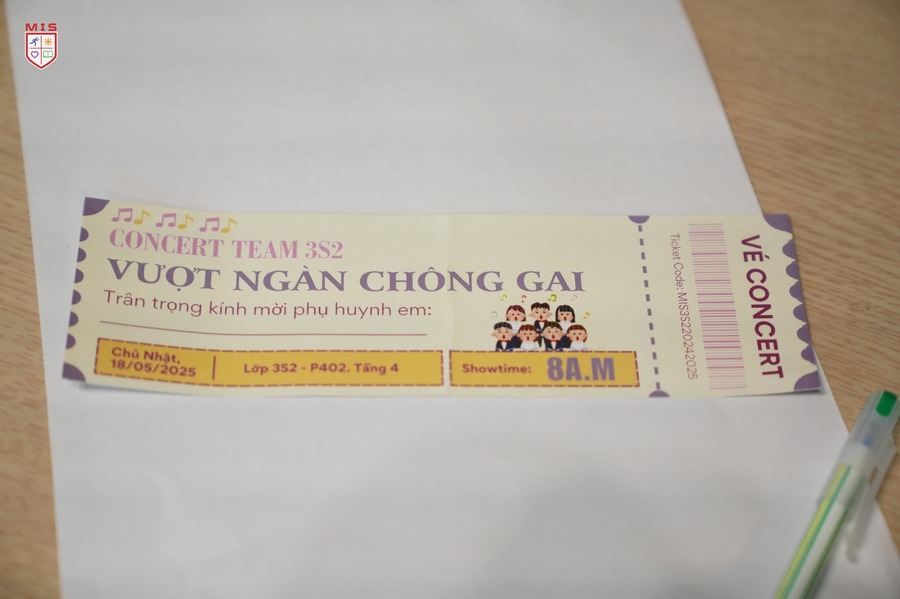 MIS
CONCERT TEAM 3S2
VƯỢT NGÀN CHÔNG GAI
Trân trọng kính mời phụ huynh em:
Chủ Nhật,
18/05/2025
Lớp 3S2 - P402. Tầng 4
Showtime: 8A.M
Ticket Code: MIS3S220242025
VÉ CONCERT